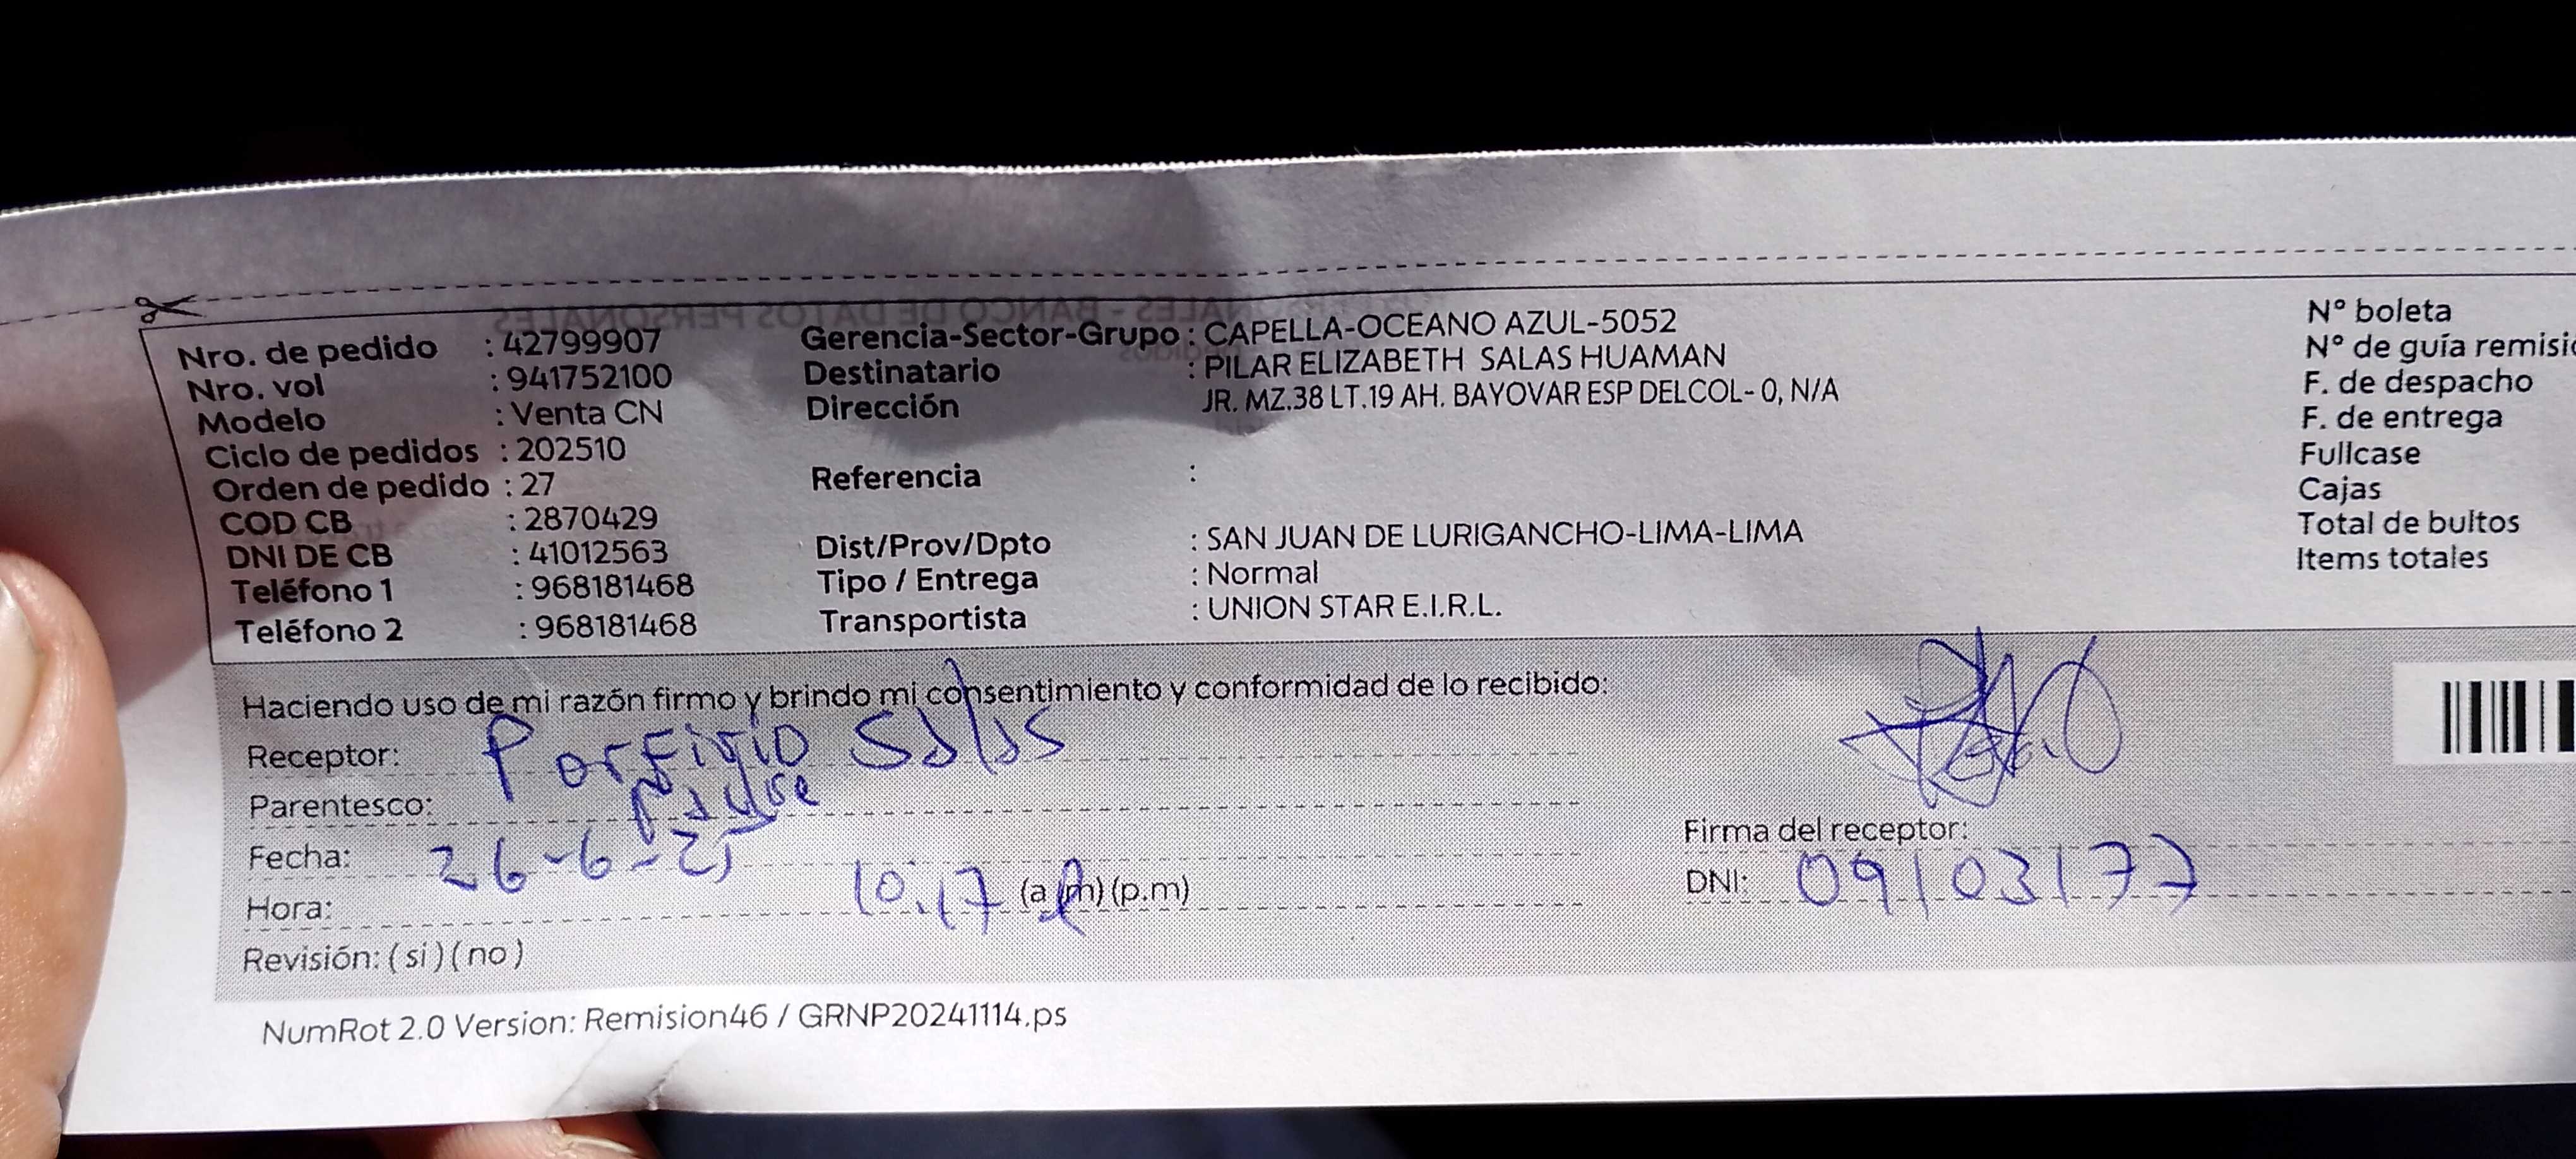 Nro. de pedido : 42799907
Nro. vol : 941752100
Modelo : Venta CN
Ciclo de pedidos : 202510
Orden de pedido : 27
COD CB : 2870429
DNI DE CB : 41012563
Teléfono 1 : 968181468
Teléfono 2 : 968181468
Gerencia-Sector-Grupo : CAPELLA-OCEANO AZUL-5052
Destinatario : PILAR ELIZABETH SALAS HUAMAN
Dirección JR. MZ.38 LT.19 AH. BAYOVAR ESP DELCOL- 0, N/A
Referencia :
Dist/Prov/Dpto : SAN JUAN DE LURIGANCHO-LIMA-LIMA
Tipo / Entrega : Normal
Transportista : UNION STAR E.I.R.L.
N° boleta
N° de guía remisió
F. de despacho
F. de entrega
Fullcase
Cajas
Total de bultos
Items totales
Haciendo uso de mi razón firmo y brindo mi consentimiento y conformidad de lo recibido:
Receptor: Porfirio Salas
Parentesco: Padre
Fecha: 26-6-25
Hora: 10:17 (a.m) (p.m)
Revisión: ( si ) ( no )
Firma del receptor:
DNI: 09103177
NumRot 2.0 Version: Remision46 / GRNP20241114.ps